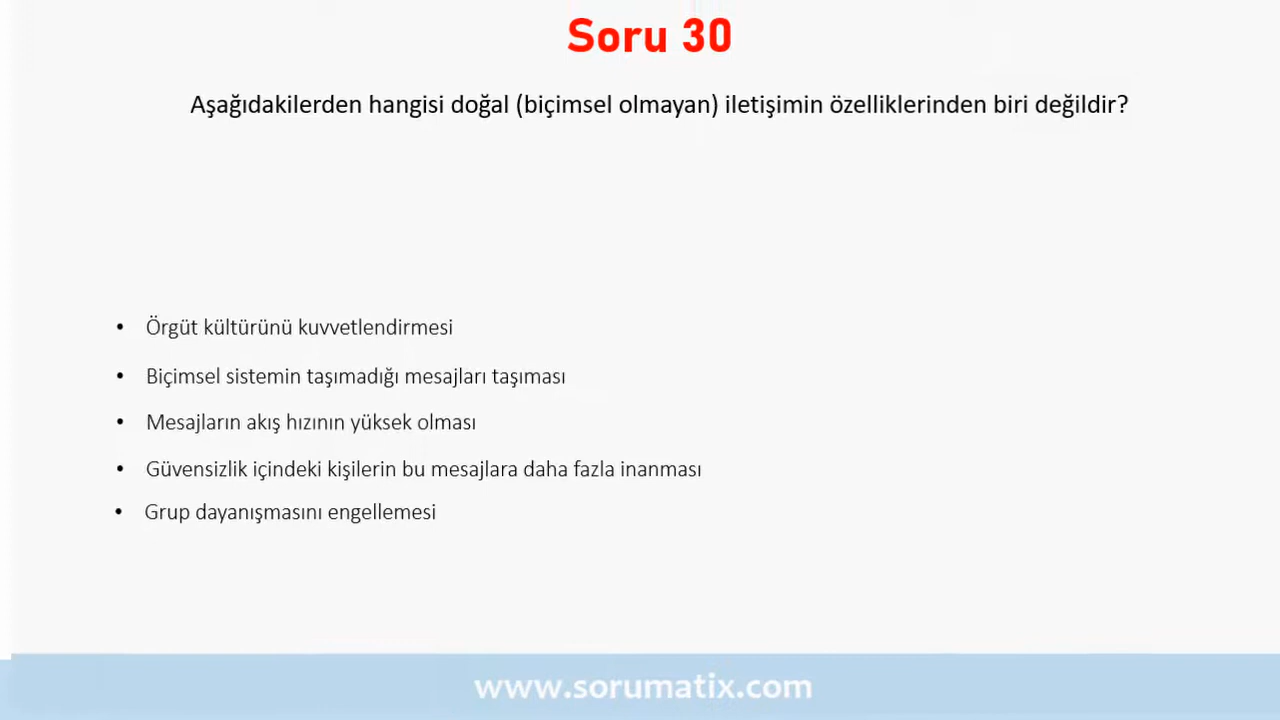 Soru 30
Aşağıdakilerden hangisi doğal (biçimsel olmayan) iletişimin özelliklerinden biri değildir?
• Örgüt kültürünü kuvvetlendirmesi
• Biçimsel sistemin taşımadığı mesajları taşıması
• Mesajların akış hızının yüksek olması
• Güvensizlik içindeki kişilerin bu mesajlara daha fazla inanması
• Grup dayanışmasını engellemesi
www.sorumatix.com